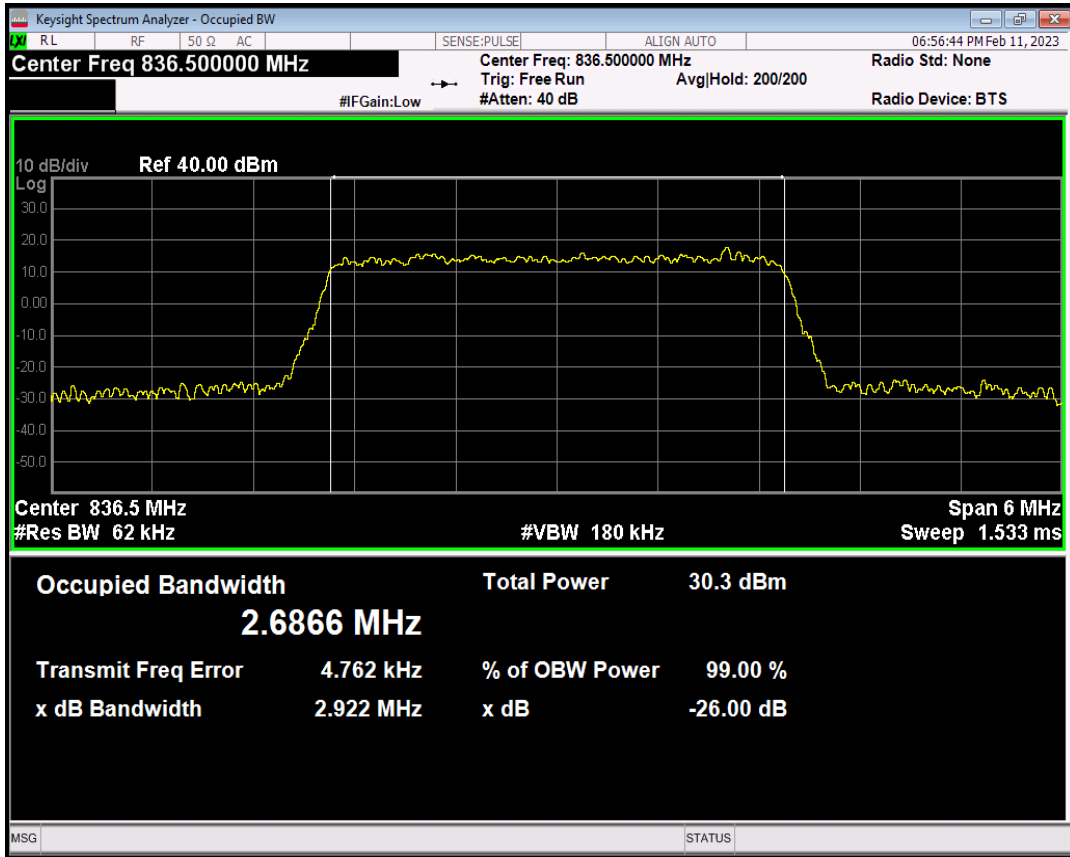 Keysight Spectrum Analyzer - Occupied BW
LXI RL RF 50 Ω AC SENSE:PULSE ALIGN AUTO 06:56:44 PM Feb 11, 2023
Center Freq 836.500000 MHz Center Freq: 836.500000 MHz Radio Std: None
Trig: Free Run Avg|Hold: 200/200
#IFGain:Low #Atten: 40 dB Radio Device: BTS
10 dB/div Ref 40.00 dBm
Log
30.0
20.0
10.0
0.00
-10.0
-20.0
-30.0
-40.0
-50.0
Center 836.5 MHz Span 6 MHz
#Res BW 62 kHz #VBW 180 kHz Sweep 1.533 ms
Occupied Bandwidth Total Power 30.3 dBm
2.6866 MHz
Transmit Freq Error 4.762 kHz % of OBW Power 99.00 %
x dB Bandwidth 2.922 MHz x dB -26.00 dB
MSG STATUS